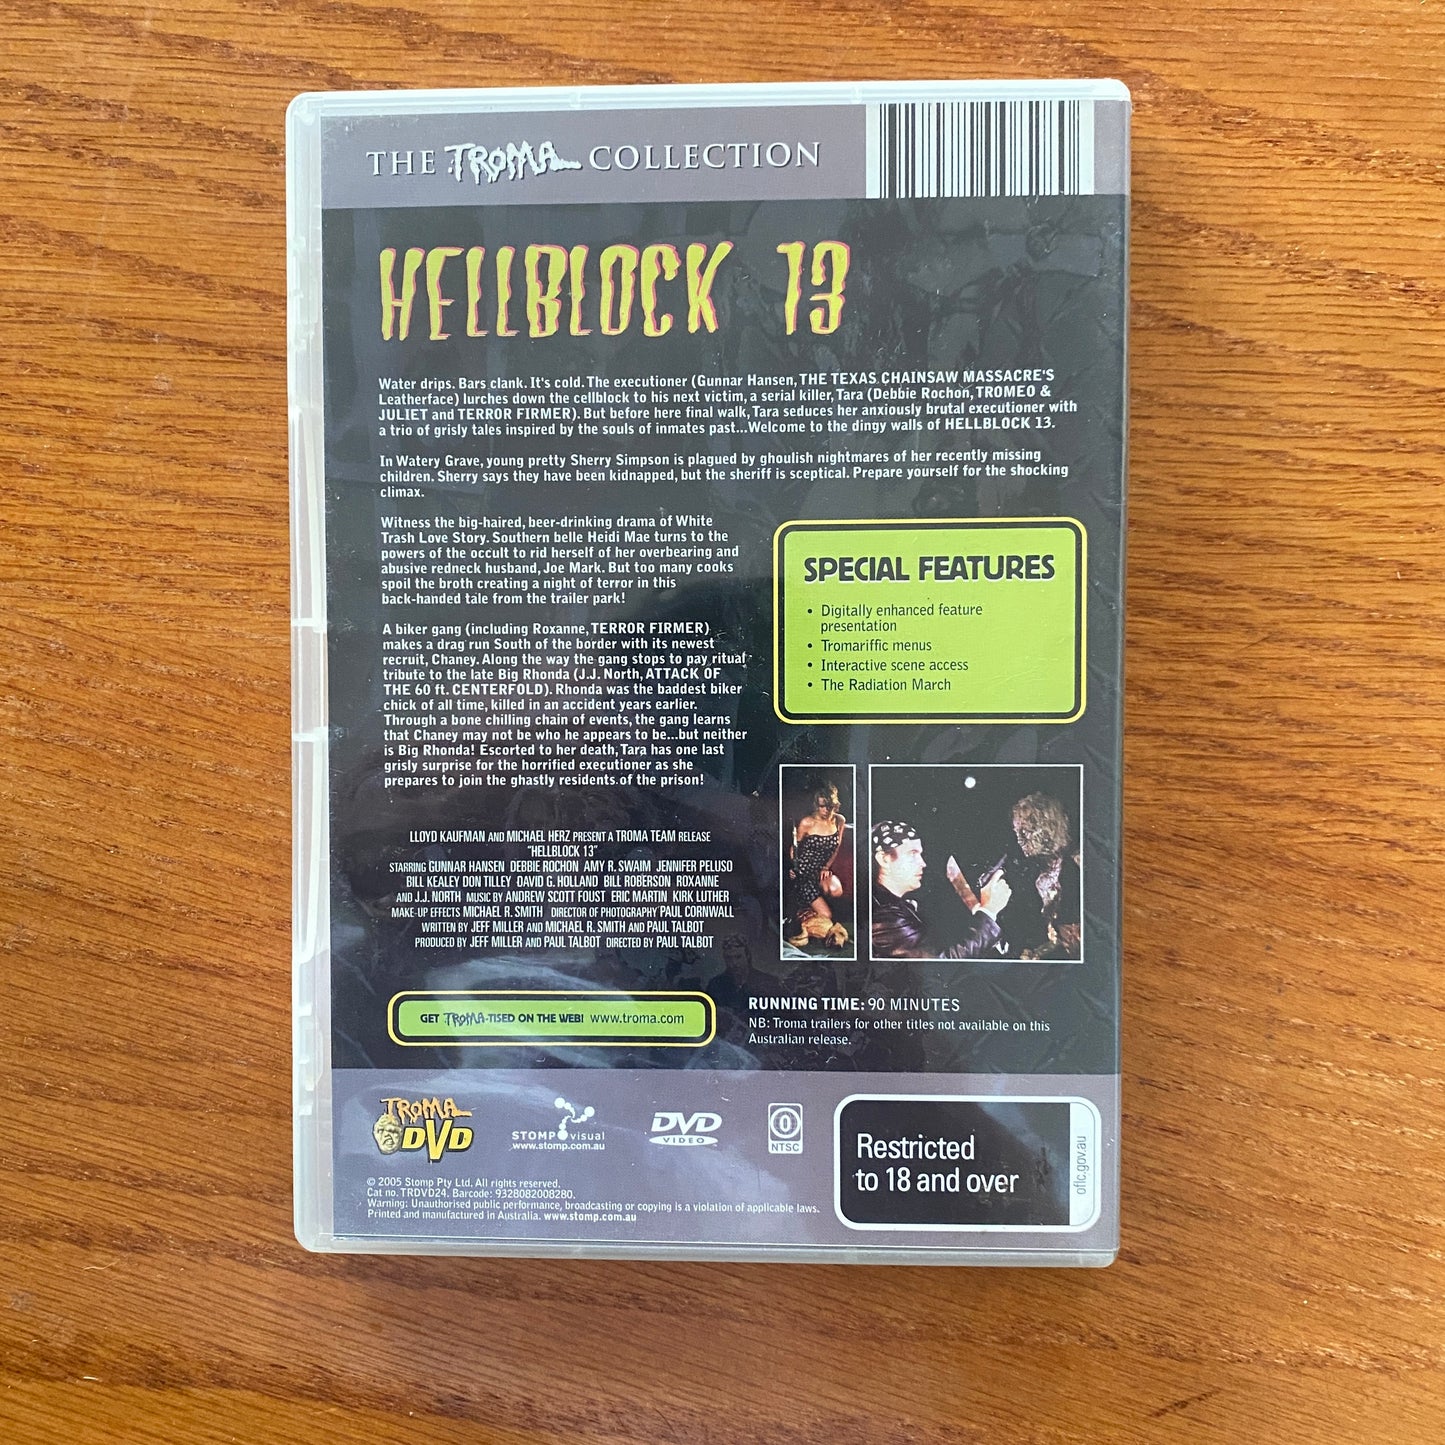 THE TROMA COLLECTION
HELLBLOCK 13
Water drips. Bars clank. It's cold. The executioner (Gunnar Hansen, THE TEXAS CHAINSAW MASSACRE'S
Leatherface) lurches down the cellblock to his next victim, a serial killer, Tara (Debbie Rochon, TROMEO &
JULIET and TERROR FIRMER). But before here final walk, Tara seduces her anxiously brutal executioner with
a trio of grisly tales inspired by the souls of inmates past...Welcome to the dingy walls of HELLBLOCK 13.
In Watery Grave, young pretty Sherry Simpson is plagued by ghoulish nightmares of her recently missing
children. Sherry says they have been kidnapped, but the sheriff is sceptical. Prepare yourself for the shocking
climax.
Witness the big-haired, beer-drinking drama of White
Trash Love Story. Southern belle Heidi Mae turns to the
powers of the occult to rid herself of her overbearing and
abusive redneck husband, Joe Mark. But too many cooks
spoil the broth creating a night of terror in this
back-handed tale from the trailer park!
A biker gang (including Roxanne, TERROR FIRMER)
makes a drag run South of the border with its newest
recruit, Chaney. Along the way the gang stops to pay ritual
tribute to the late Big Rhonda (J.J. North, ATTACK OF
THE 60 ft. CENTERFOLD). Rhonda was the baddest biker
chick of all time, killed in an accident years earlier.
Through a bone chilling chain of events, the gang learns
that Chaney may not be who he appears to be...but neither
is Big Rhonda! Escorted to her death, Tara has one last
grisly surprise for the horrified executioner as she
prepares to join the ghastly residents of the prison!
SPECIAL FEATURES
• Digitally enhanced feature
presentation
• Tromariffic menus
• Interactive scene access
• The Radiation March
LLOYD KAUFMAN AND MICHAEL HERZ PRESENT A TROMA TEAM RELEASE
"HELLBLOCK 13"
STARRING GUNNAR HANSEN DEBBIE ROCHON AMY R. SWAIM JENNIFER PELUSO
BILL KEALEY DON TILLEY DAVID G. HOLLAND BILL ROBERSON ROXANNE
AND J.J. NORTH MUSIC BY ANDREW SCOTT FOUST ERIC MARTIN KIRK LUTHER
MAKE-UP EFFECTS MICHAEL R. SMITH DIRECTOR OF PHOTOGRAPHY PAUL CORNWALL
WRITTEN BY JEFF MILLER AND MICHAEL R. SMITH AND PAUL TALBOT
PRODUCED BY JEFF MILLER AND PAUL TALBOT DIRECTED BY PAUL TALBOT
GET TROMA-TISED ON THE WEB! www.troma.com
RUNNING TIME: 90 MINUTES
NB: Troma trailers for other titles not available on this
Australian release.
TROMA
DVD
STOMP visual
www.stomp.com.au
DVD
VIDEO
0
NTSC
Restricted
to 18 and over
oflc.gov.au
© 2005 Stomp Pty Ltd. All rights reserved.
Cat no. TRDVD24. Barcode: 9328082008280.
Warning: Unauthorised public performance, broadcasting or copying is a violation of applicable laws.
Printed and manufactured in Australia. www.stomp.com.au